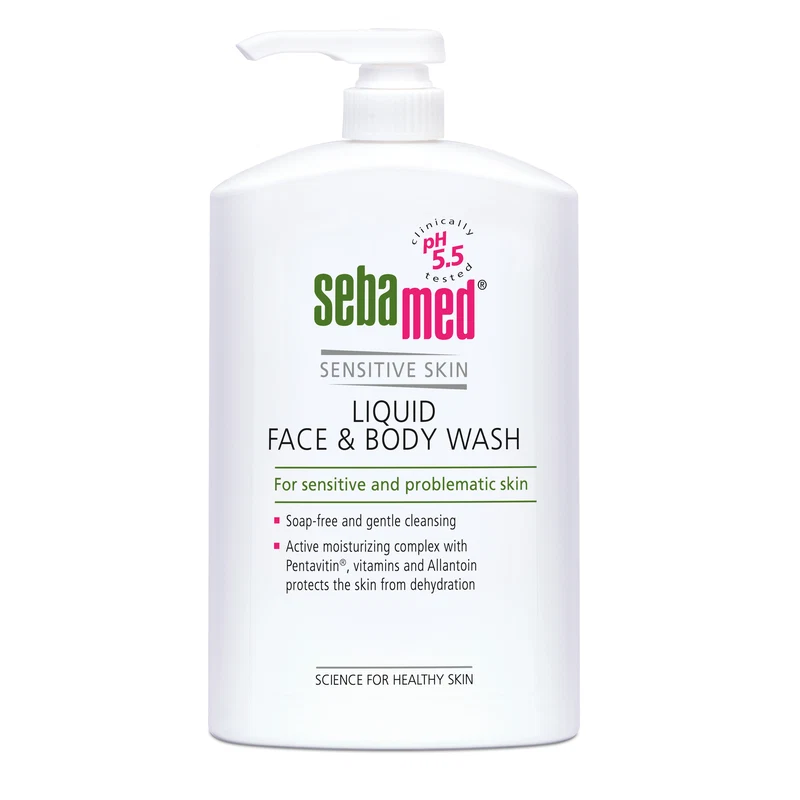 clinically
pH
5.5
tested
sebamed®
SENSITIVE SKIN
LIQUID
FACE & BODY WASH
For sensitive and problematic skin
Soap-free and gentle cleansing
Active moisturizing complex with
Pentavitin®, vitamins and Allantoin
protects the skin from dehydration
SCIENCE FOR HEALTHY SKIN